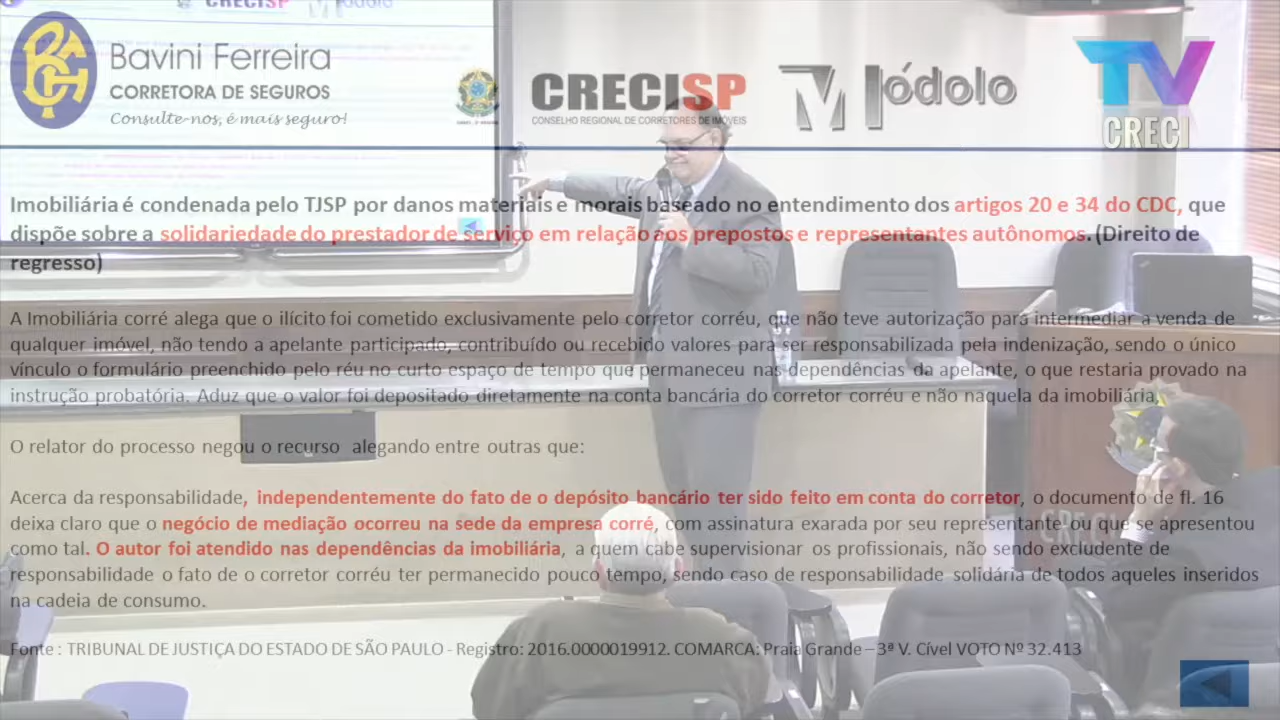 CRECISP
Módolo
Bavini Ferreira
CORRETORA DE SEGUROS
Consulte-nos, é mais seguro!
CRECISP
CONSELHO REGIONAL DE CORRETORES DE IMÓVEIS
Módolo
TV
CRECI
Imobiliária é condenada pelo TJSP por danos materiais e morais baseado no entendimento dos artigos 20 e 34 do CDC, que
dispõe sobre a solidariedade do prestador de serviço em relação aos prepostos e representantes autônomos. (Direito de
regresso)
A Imobiliária corré alega que o ilícito foi cometido exclusivamente pelo corretor corréu, que não teve autorização para intermediar a venda de
qualquer imóvel, não tendo a apelante participado, contribuído ou recebido valores para ser responsabilizada pela indenização, sendo o único
vínculo o formulário preenchido pelo réu no curto espaço de tempo que permaneceu nas dependências da apelante, o que restaria provado na
instrução probatória. Aduz que o valor foi depositado diretamente na conta bancária do corretor corréu e não naquela da imobiliária.
O relator do processo negou o recurso alegando entre outras que:
Acerca da responsabilidade, independentemente do fato de o depósito bancário ter sido feito em conta do corretor, o documento de fl. 16
deixa claro que o negócio de mediação ocorreu na sede da empresa corré, com assinatura exarada por seu representante ou que se apresentou
como tal. O autor foi atendido nas dependências da imobiliária, a quem cabe supervisionar os profissionais, não sendo excludente de
responsabilidade o fato de o corretor corréu ter permanecido pouco tempo, sendo caso de responsabilidade solidária de todos aqueles inseridos
na cadeia de consumo.
Fonte : TRIBUNAL DE JUSTIÇA DO ESTADO DE SÃO PAULO - Registro: 2016.0000019912. COMARCA: Praia Grande – 3ª V. Cível VOTO Nº 32.413
CRECI